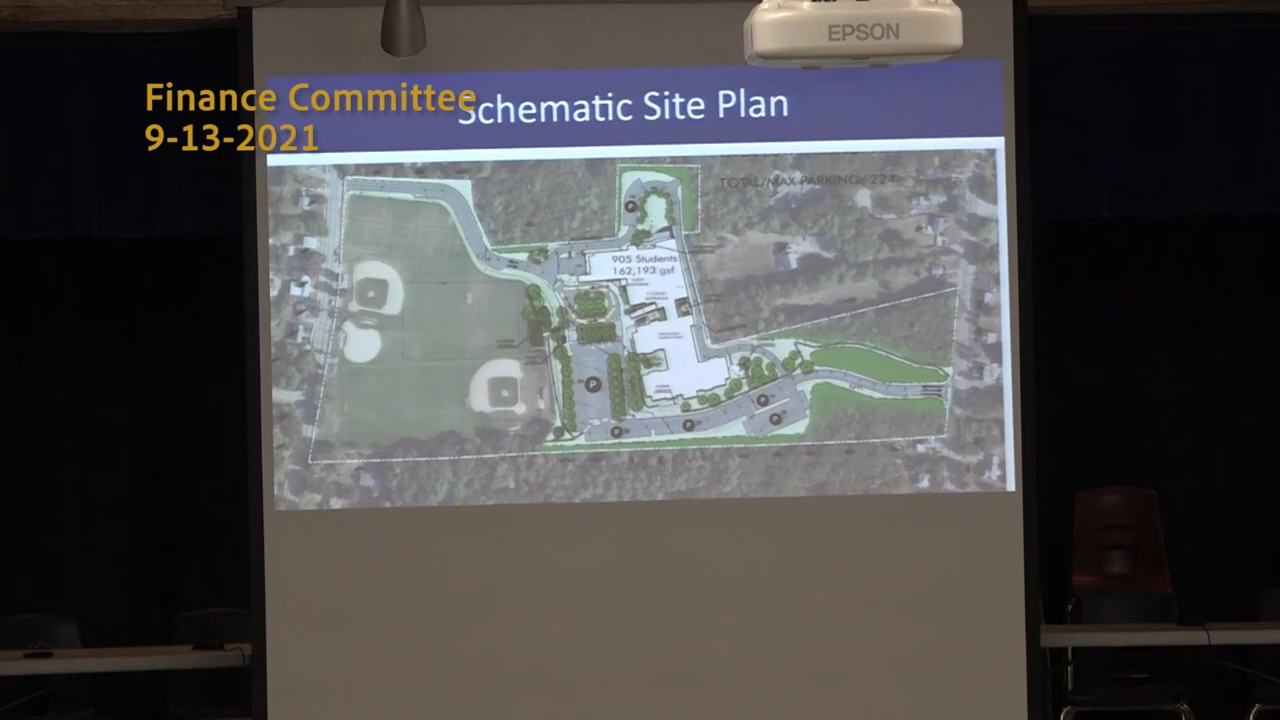 EPSON
Finance Committee
9-13-2021
Schematic Site Plan
TOTAL/MAX PARKING: 224
905 Students
162,193 gsf
P
P
P
P
P
P